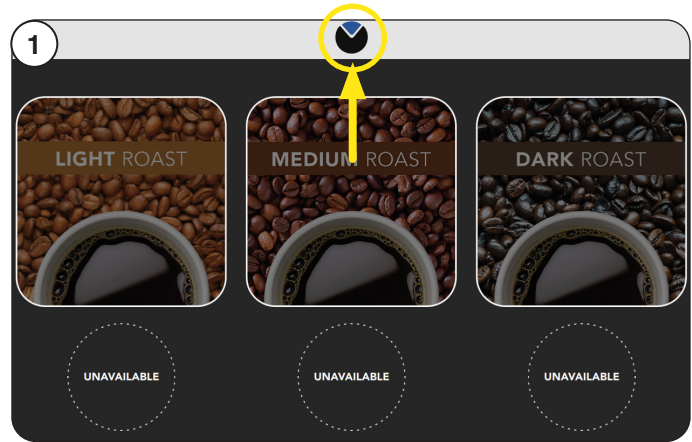 1
LIGHT ROAST
MEDIUM ROAST
DARK ROAST
UNAVAILABLE
UNAVAILABLE
UNAVAILABLE